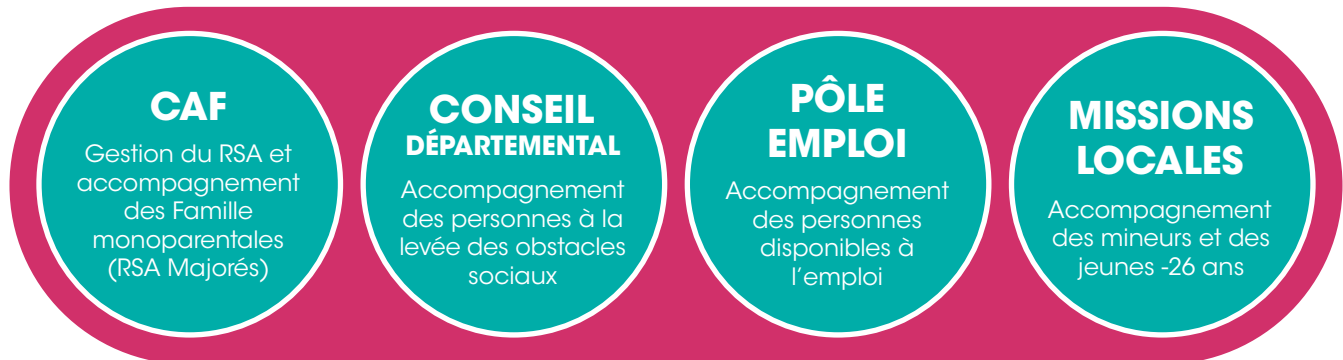 CAF
Gestion du RSA et
accompagnement
des Famille
monoparentales
(RSA Majorés)
CONSEIL
DÉPARTEMENTAL
Accompagnement
des personnes à la
levée des obstacles
sociaux
PÔLE
EMPLOI
Accompagnement
des personnes
disponibles à
l’emploi
MISSIONS
LOCALES
Accompagnement
des mineurs et des
jeunes -26 ans